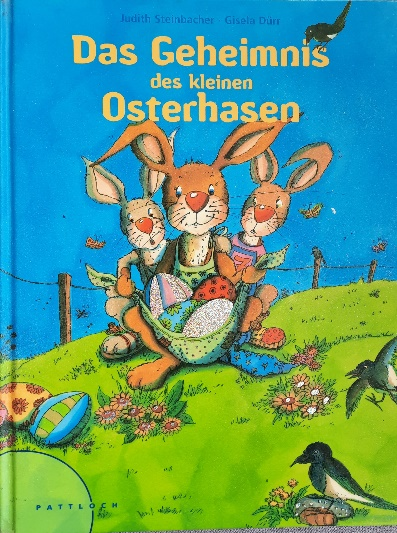 Judith Steinbacher Gisela Dürr
Das Geheimnis
des kleinen
Osterhasen
PATTLOCH